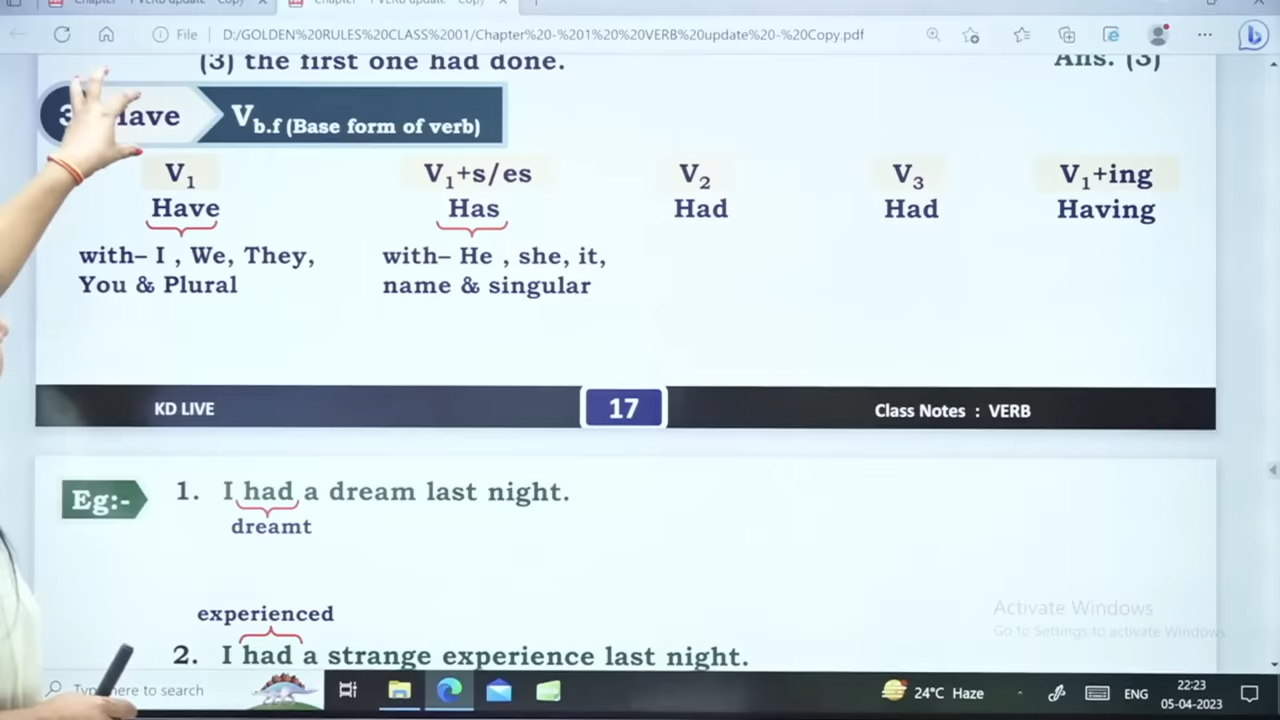 File D:/GOLDEN%20RULES%20CLASS%2001/Chapter%20-%201%20%20VERB%20update%20-%20Copy.pdf
(3) the first one had done. Ans. (3)
Have V b.f (Base form of verb)
V1 V1+s/es V2 V3 V1+ing
Have Has Had Had Having
with– I , We, They, with– He , she, it,
You & Plural name & singular
KD LIVE 17 Class Notes : VERB
Eg:- 1. I had a dream last night.
dreamt
experienced
2. I had a strange experience last night.
Activate Windows
Go to Settings to activate Windows
Type here to search 24°C Haze ENG 22:23
05-04-2023